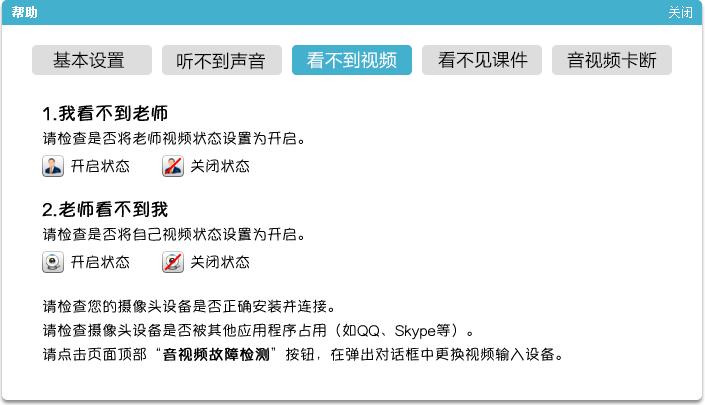 帮助
关闭
基本设置
听不到声音
看不到视频
看不见课件
音视频卡断
1.我看不到老师
请检查是否将老师视频状态设置为开启。
开启状态
关闭状态
2.老师看不到我
请检查是否将自己视频状态设置为开启。
开启状态
关闭状态
请检查您的摄像头设备是否正确安装并连接。
请检查摄像头设备是否被其他应用程序占用（如QQ、Skype等）。
请点击页面顶部“音视频故障检测”按钮，在弹出对话框中更换视频输入设备。